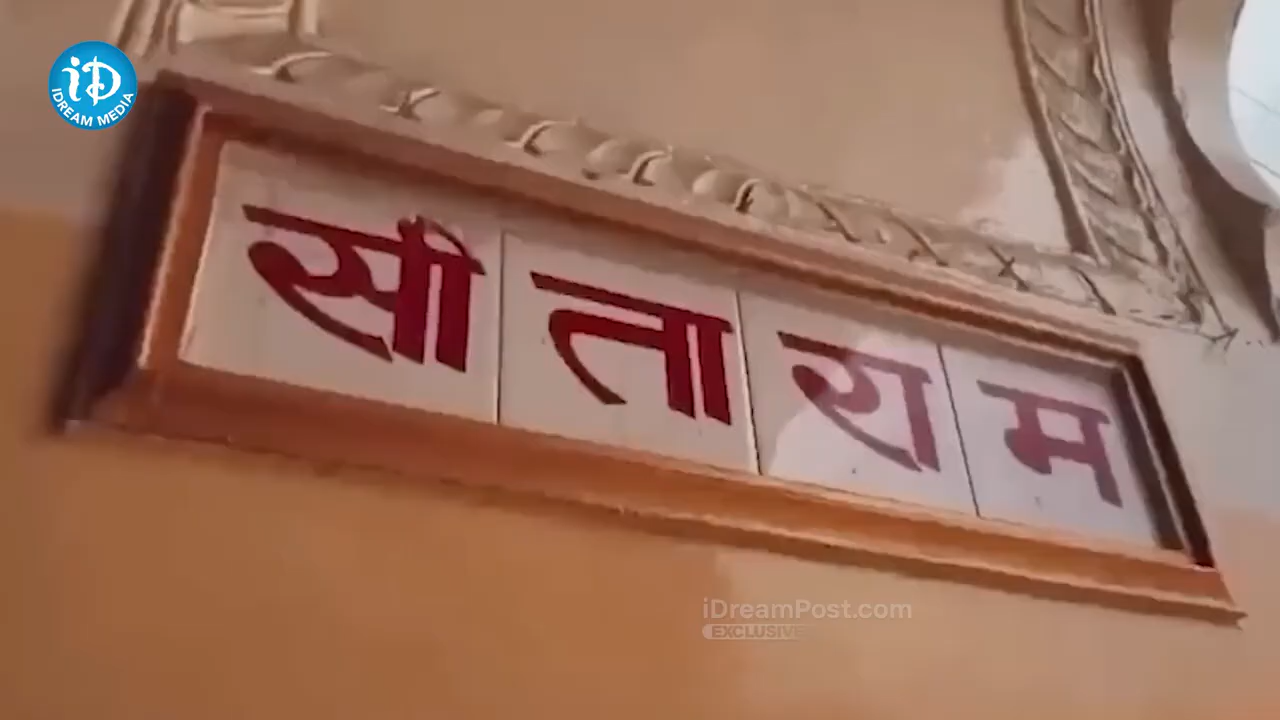 iD
IDREAM MEDIA
सीताराम
iDreamPost.com
EXCLUSIVE